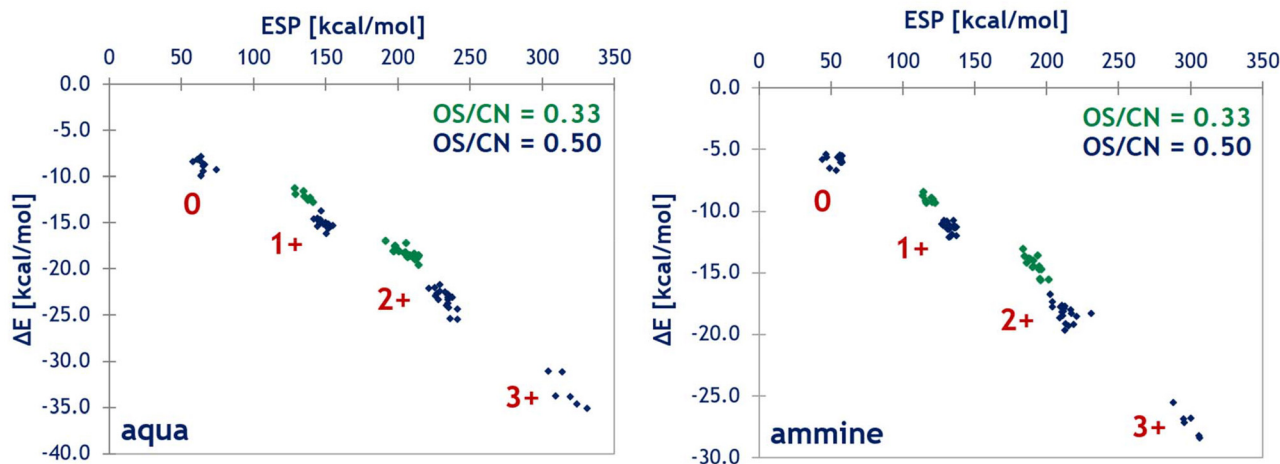 ESP [kcal/mol]
0 50 100 150 200 250 300 350
0.0
-5.0
-10.0
-15.0
-20.0
-25.0
-30.0
-35.0
-40.0
ΔE [kcal/mol]
OS/CN = 0.33
OS/CN = 0.50
0
1+
2+
3+
aqua
ESP [kcal/mol]
0 50 100 150 200 250 300 350
0.0
-5.0
-10.0
-15.0
-20.0
-25.0
-30.0
ΔE [kcal/mol]
OS/CN = 0.33
OS/CN = 0.50
0
1+
2+
3+
ammine